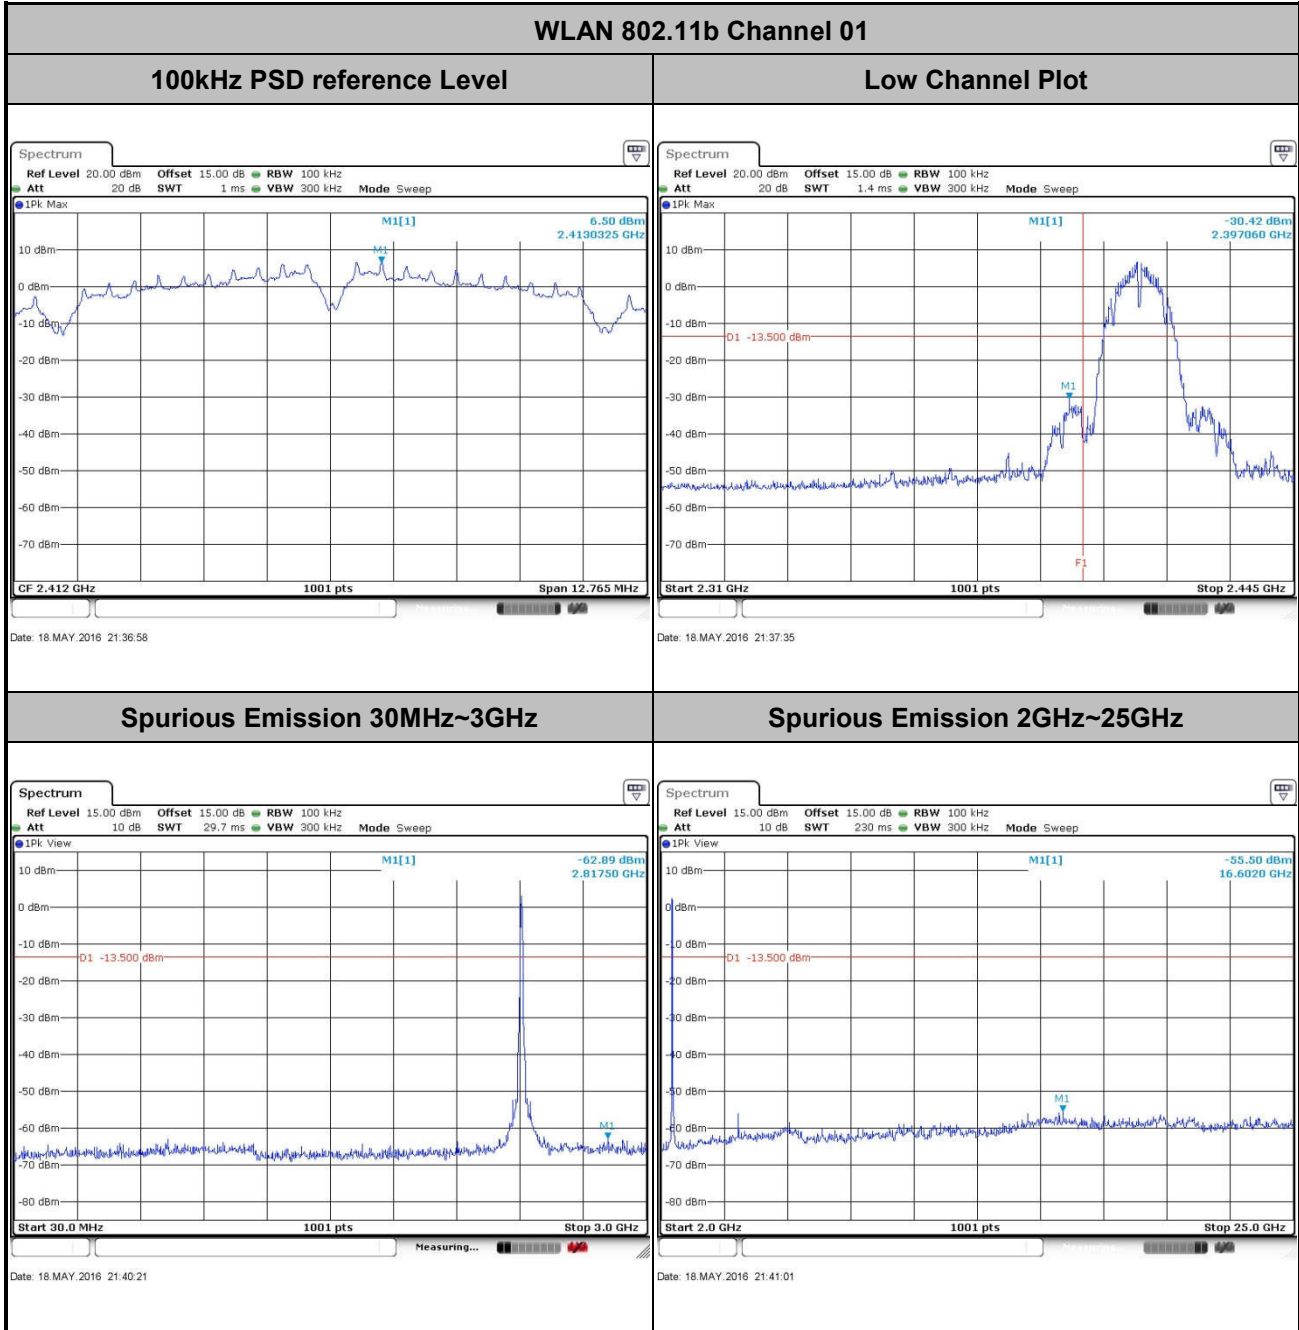 WLAN 802.11b Channel 01
100kHz PSD reference Level
Low Channel Plot
Spectrum
Ref Level 20.00 dBm Offset 15.00 dB RBW 100 kHz
Att 20 dB SWT 1 ms VBW 300 kHz Mode Sweep
1Pk Max
M1[1] 6.50 dBm
2.4130325 GHz
M1
10 dBm
0 dBm
-10 dBm
-20 dBm
-30 dBm
-40 dBm
-50 dBm
-60 dBm
-70 dBm
CF 2.412 GHz 1001 pts Span 12.765 MHz
Date: 18.MAY.2016 21:36:58
Spectrum
Ref Level 20.00 dBm Offset 15.00 dB RBW 100 kHz
Att 20 dB SWT 1.4 ms VBW 300 kHz Mode Sweep
1Pk Max
M1[1] -30.42 dBm
2.397060 GHz
10 dBm
0 dBm
-10 dBm
D1 -13.500 dBm
-20 dBm
M1
-30 dBm
-40 dBm
-50 dBm
-60 dBm
-70 dBm
F1
Start 2.31 GHz 1001 pts Stop 2.445 GHz
Date: 18.MAY.2016 21:37:35
Spurious Emission 30MHz~3GHz
Spurious Emission 2GHz~25GHz
Spectrum
Ref Level 15.00 dBm Offset 15.00 dB RBW 100 kHz
Att 10 dB SWT 29.7 ms VBW 300 kHz Mode Sweep
1Pk View
M1[1] -62.89 dBm
2.81750 GHz
10 dBm
0 dBm
-10 dBm
D1 -13.500 dBm
-20 dBm
-30 dBm
-40 dBm
-50 dBm
-60 dBm
M1
-70 dBm
-80 dBm
Start 30.0 MHz 1001 pts Stop 3.0 GHz
Measuring...
Date: 18.MAY.2016 21:40:21
Spectrum
Ref Level 15.00 dBm Offset 15.00 dB RBW 100 kHz
Att 10 dB SWT 230 ms VBW 300 kHz Mode Sweep
1Pk View
M1[1] -55.50 dBm
16.6020 GHz
10 dBm
0 dBm
-10 dBm
D1 -13.500 dBm
-20 dBm
-30 dBm
-40 dBm
-50 dBm
M1
-60 dBm
-70 dBm
-80 dBm
Start 2.0 GHz 1001 pts Stop 25.0 GHz
Date: 18.MAY.2016 21:41:01